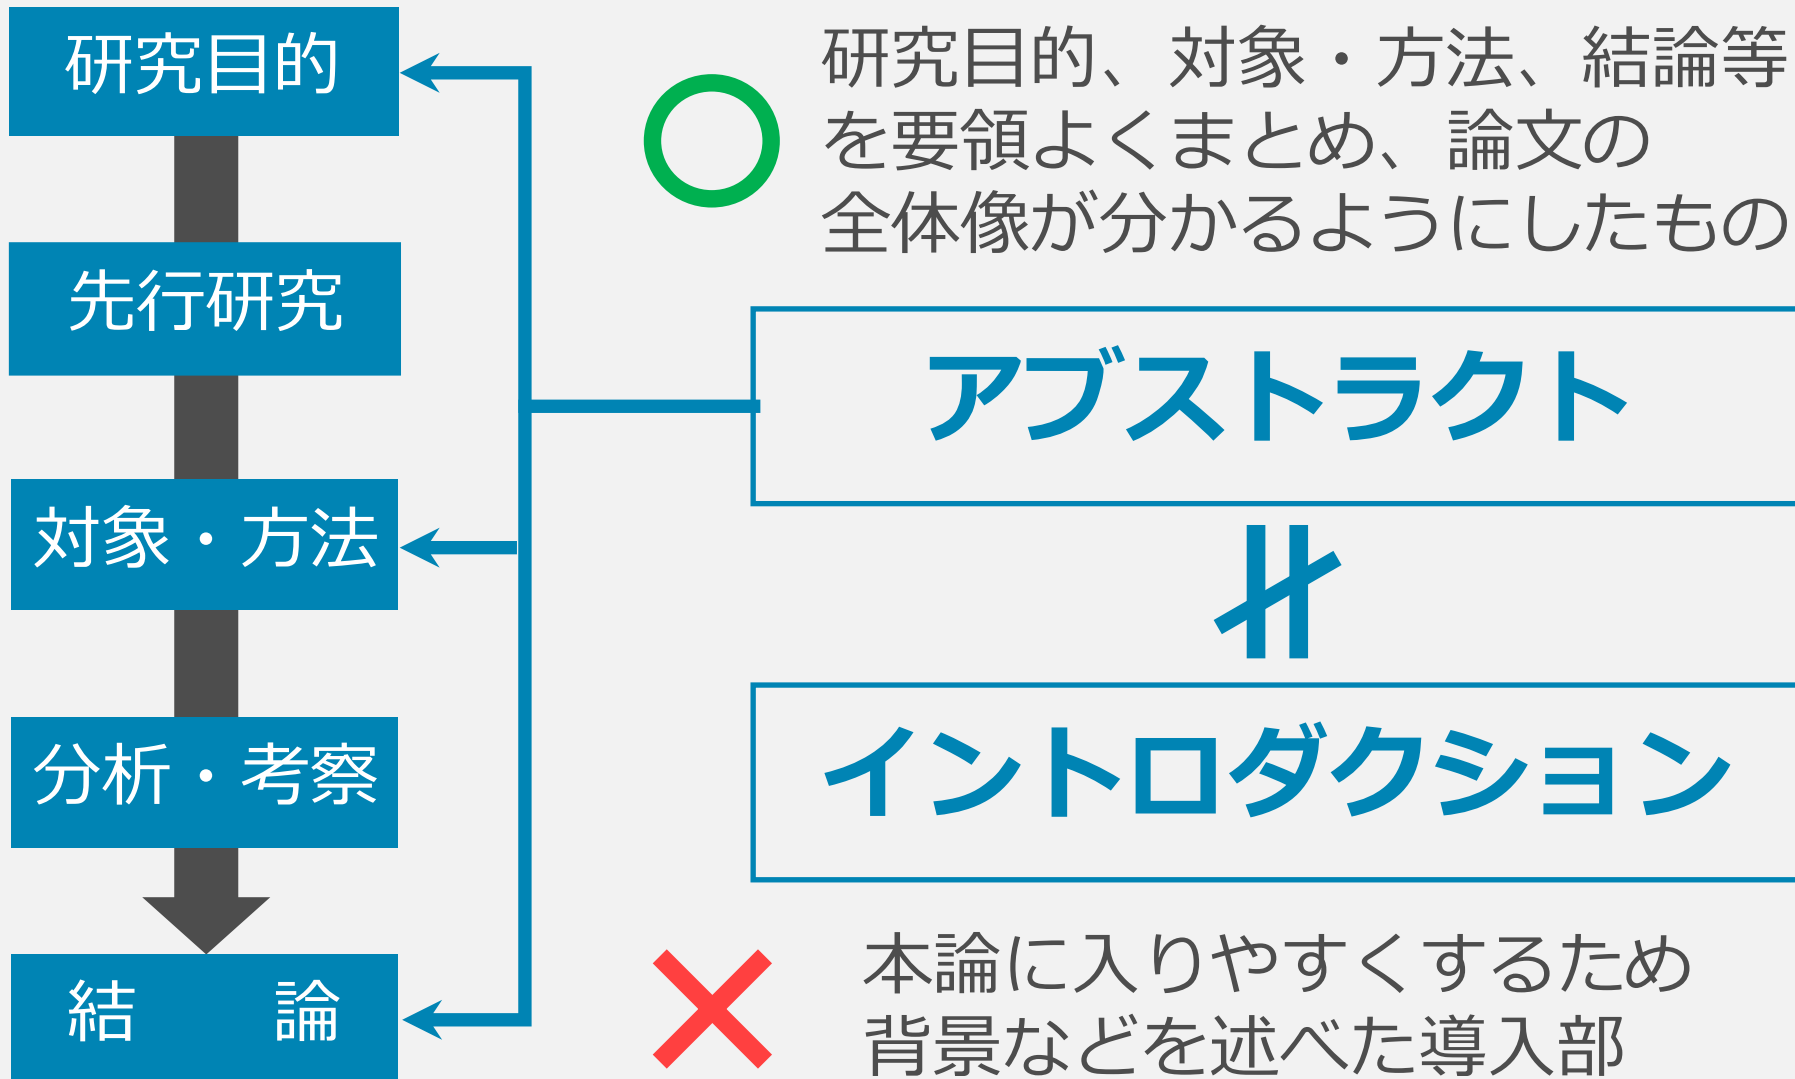 研究目的
先行研究
対象・方法
分析・考察
結　　論
研究目的、対象・方法、結論等
を要領よくまとめ、論文の
全体像が分かるようにしたもの
アブストラクト
イントロダクション
本論に入りやすくするため
背景などを述べた導入部